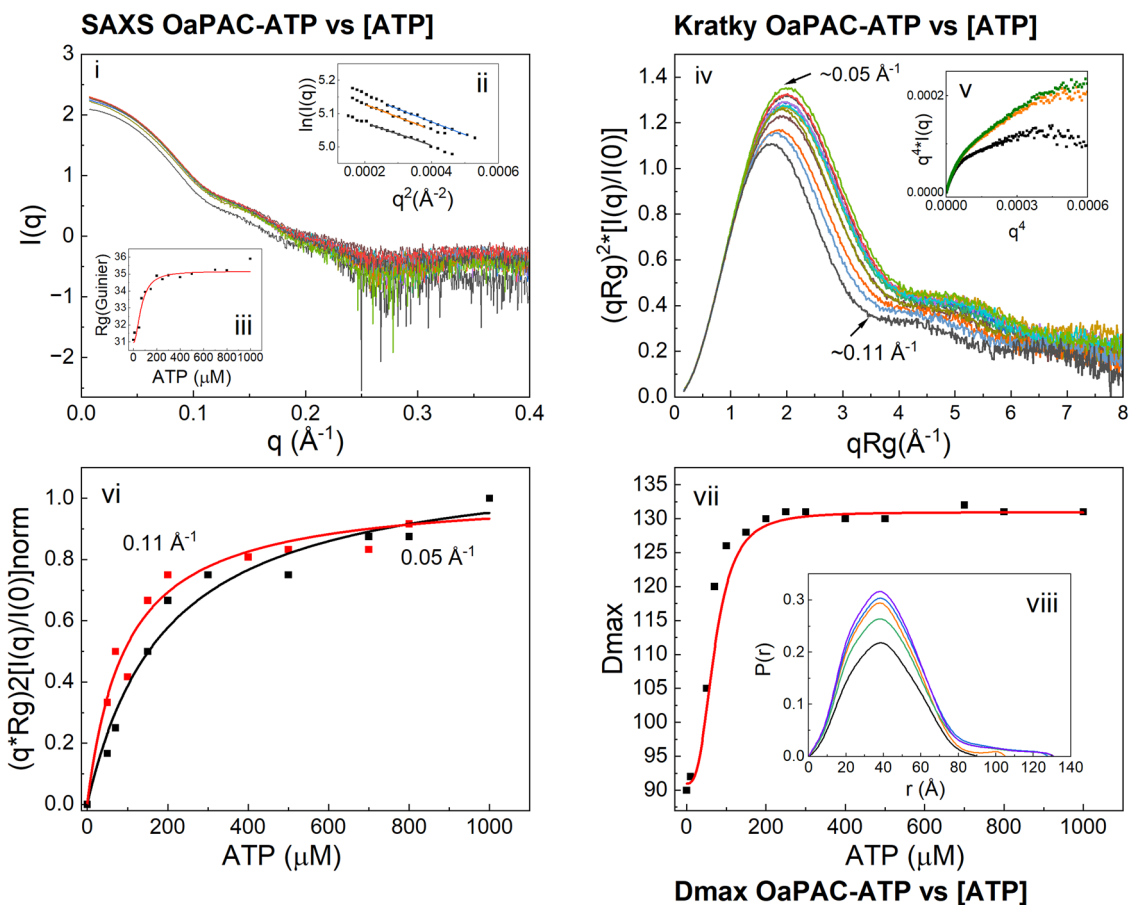 SAXS OaPAC-ATP vs [ATP]
3
2
1
0
−1
−2
I(q)
i
0.0
0.1
0.2
0.3
0.4
q (Å-1)
ii
5.2
5.1
5.0
ln(I(q))
0.0002
0.0004
0.0006
q2(Å-2)
iii
36
35
34
33
32
31
Rg(Guinier)
0
200
400
600
800
1000
ATP (μM)
Kratky OaPAC-ATP vs [ATP]
iv
1.4
1.2
1.0
0.8
0.6
0.4
0.2
0.0
(qRg)2*[I(q)/I(0)]
~0.05 Å-1
~0.11 Å-1
0
1
2
3
4
5
6
7
8
qRg(Å-1)
v
0.0002
0.0000
q4*I(q)
0.0000
0.0003
0.0006
q4
vi
1.0
0.8
0.6
0.4
0.2
0.0
(q*Rg)2[I(q)/I(0)]norm
0.11 Å-1
0.05 Å-1
0
200
400
600
800
1000
ATP (μM)
vii
135
130
125
120
115
110
105
100
95
90
Dmax
0
200
400
600
800
1000
ATP (μM)
viii
0.3
0.2
0.1
0.0
P(r)
0
20
40
60
80
100
120
140
r (Å)
Dmax OaPAC-ATP vs [ATP]